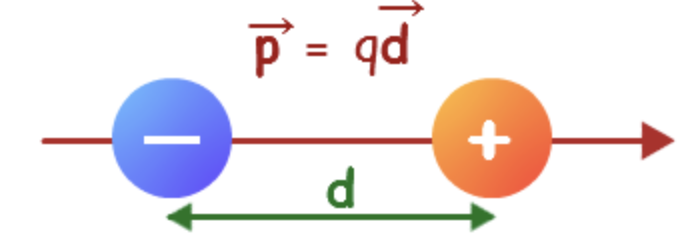 p⃗ = qd⃗
− +
d